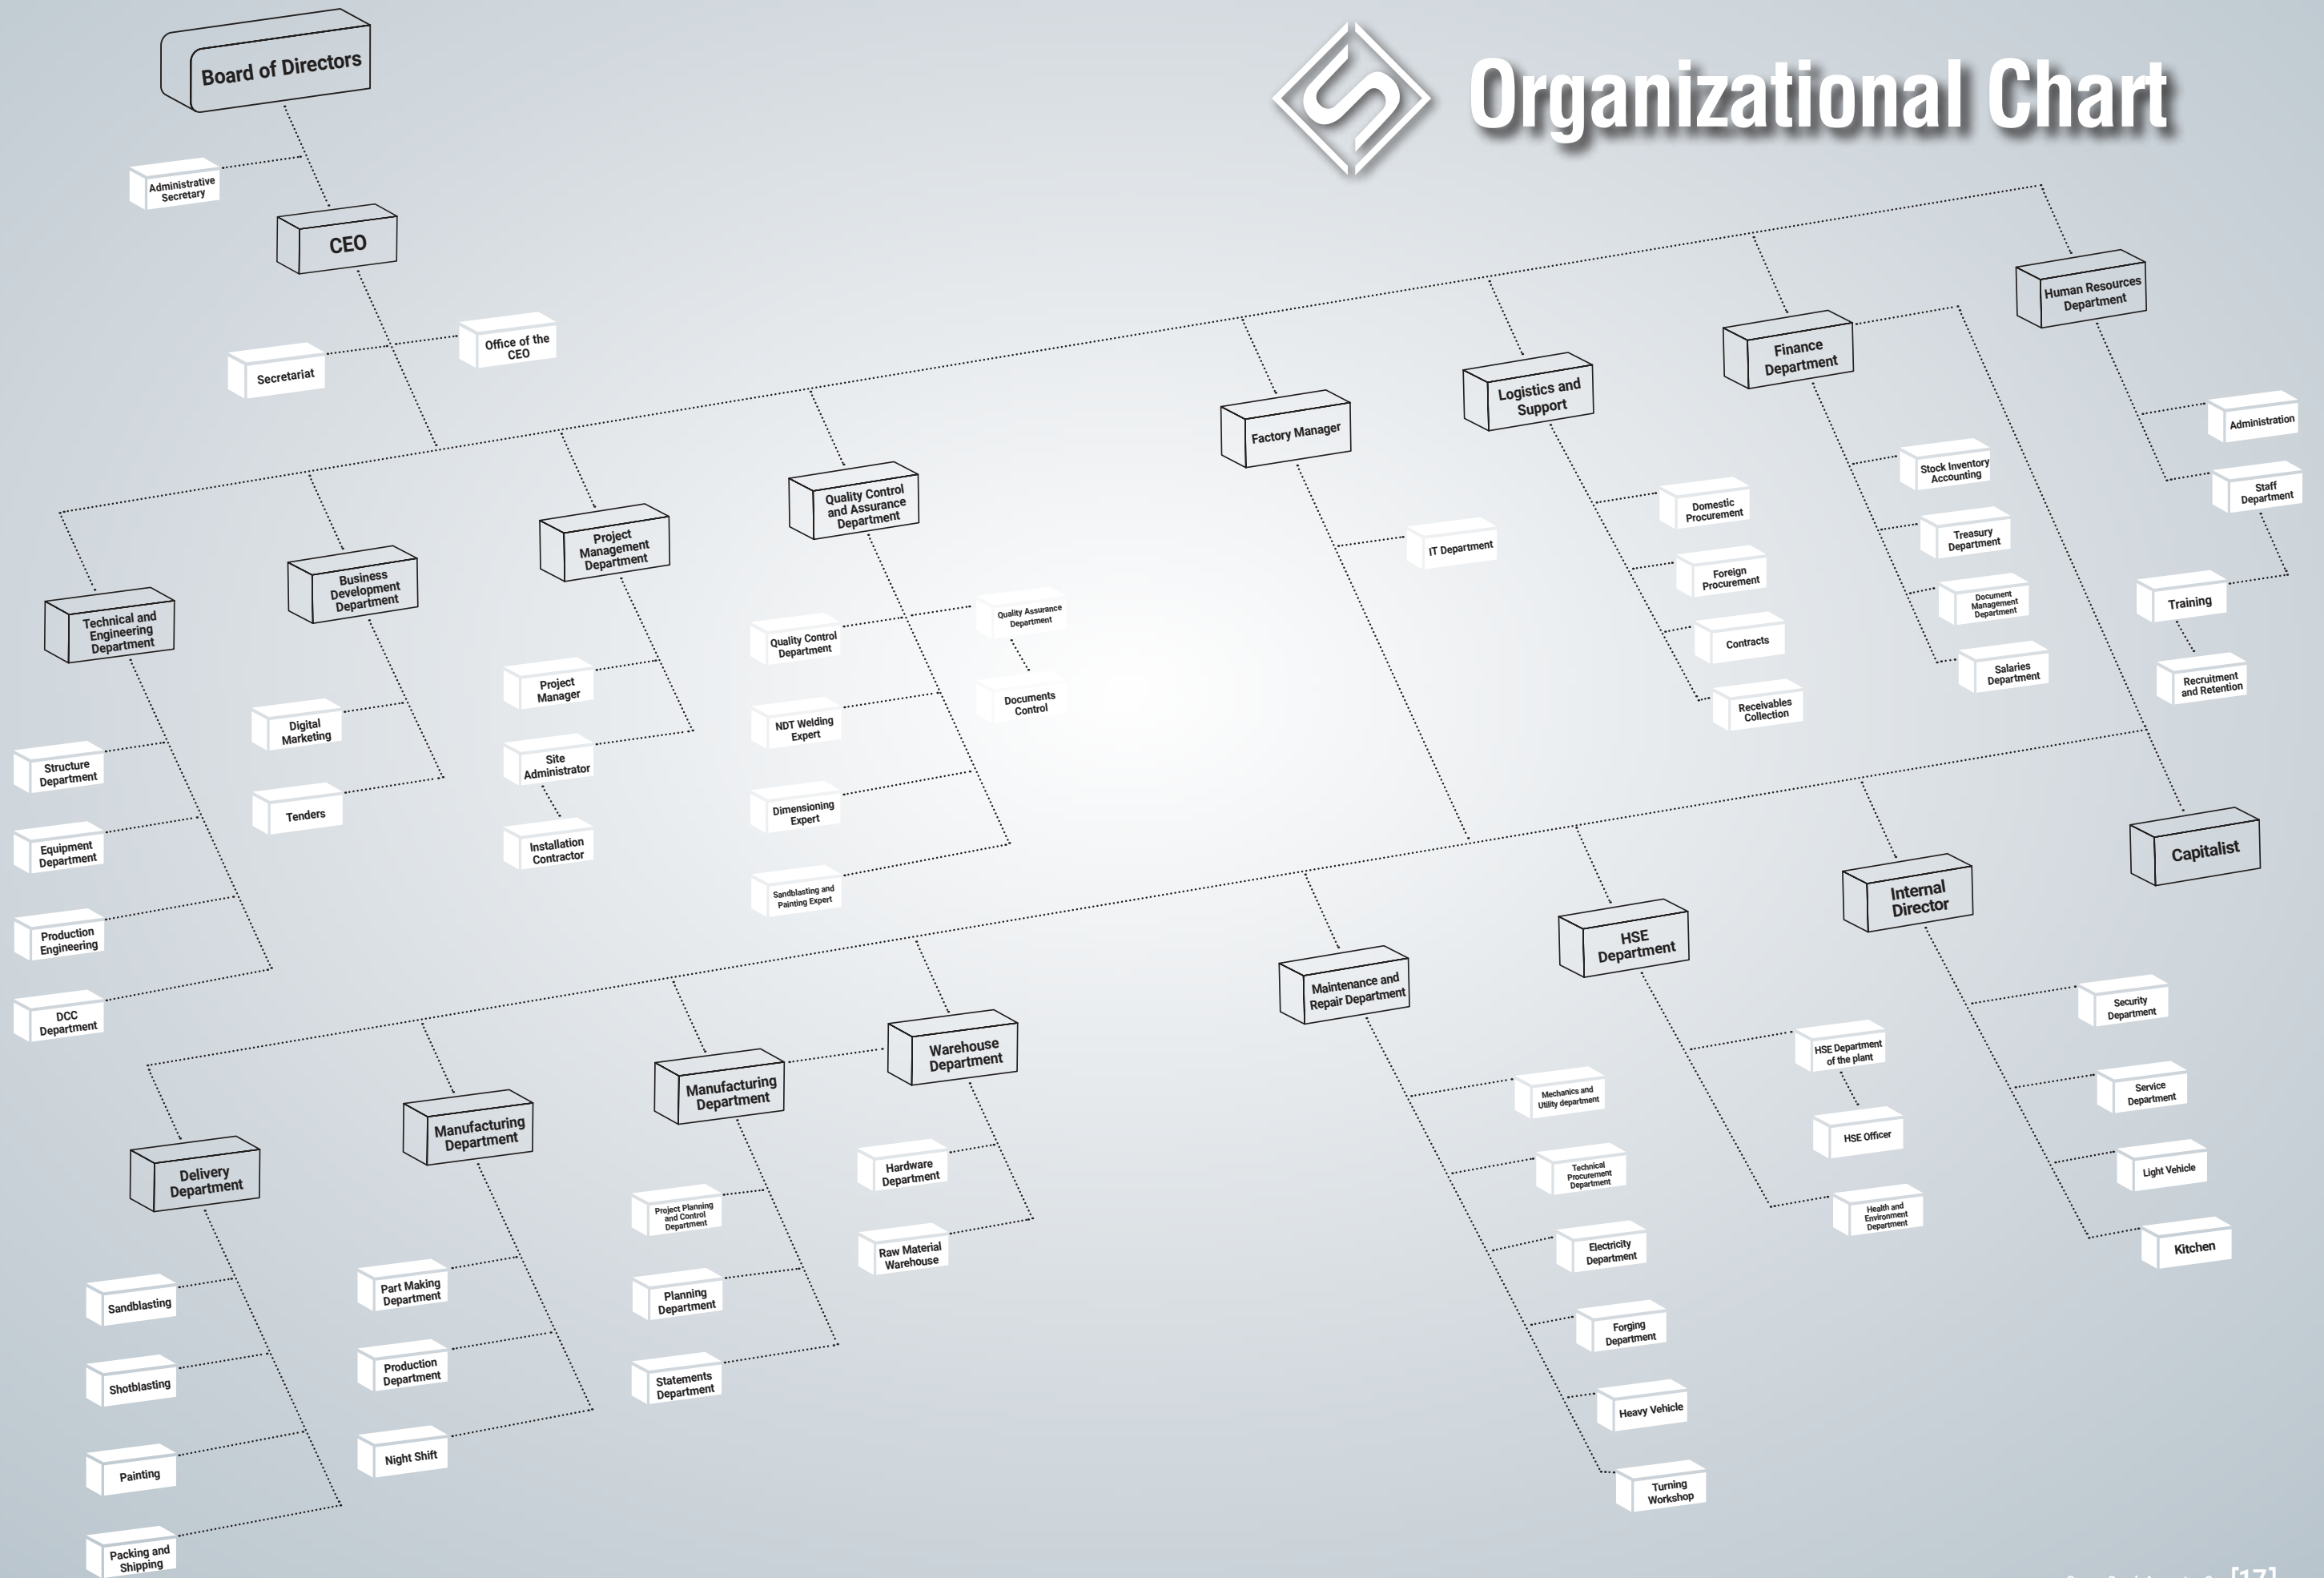 Organizational Chart
Board of Directors
Administrative
Secretary
CEO
Secretariat
Office of the
CEO
Technical and
Engineering
Department
Structure
Department
Equipment
Department
Production
Engineering
DCC
Department
Business
Development
Department
Digital
Marketing
Tenders
Project
Management
Department
Project
Manager
Site
Administrator
Installation
Contractor
Quality Control
and Assurance
Department
Quality Control
Department
Quality Assurance
Department
Documents
Control
NDT Welding
Expert
Dimensioning
Expert
Sandblasting and
Painting Expert
Factory Manager
IT Department
Logistics and
Support
Domestic
Procurement
Foreign
Procurement
Contracts
Receivables
Collection
Finance
Department
Stock Inventory
Accounting
Treasury
Department
Document
Management
Department
Salaries
Department
Human Resources
Department
Administration
Staff
Department
Training
Recruitment
and Retention
Delivery
Department
Sandblasting
Shotblasting
Painting
Packing and
Shipping
Manufacturing
Department
Part Making
Department
Production
Department
Night Shift
Manufacturing
Department
Project Planning
and Control
Department
Planning
Department
Statements
Department
Warehouse
Department
Hardware
Department
Raw Material
Warehouse
Maintenance and
Repair Department
Mechanics and
Utility department
Technical
Procurement
Department
Electricity
Department
Forging
Department
Heavy Vehicle
Turning
Workshop
HSE
Department
HSE Department
of the plant
HSE Officer
Health and
Environment
Department
Internal
Director
Security
Department
Service
Department
Light Vehicle
Kitchen
Capitalist
[17]